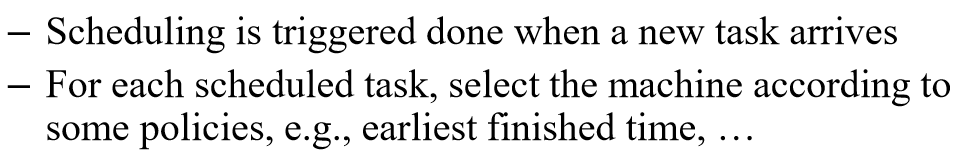 – Scheduling is triggered done when a new task arrives
– For each scheduled task, select the machine according to
some policies, e.g., earliest finished time, …